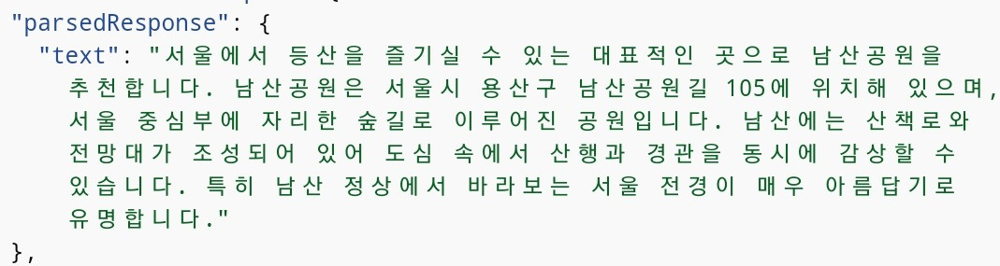 "parsedResponse": {
"text": "서울에서 등산을 즐기실 수 있는 대표적인 곳으로 남산공원을
추천합니다. 남산공원은 서울시 용산구 남산공원길 105에 위치해 있으며,
서울 중심부에 자리한 숲길로 이루어진 공원입니다. 남산에는 산책로와
전망대가 조성되어 있어 도심 속에서 산행과 경관을 동시에 감상할 수
있습니다. 특히 남산 정상에서 바라보는 서울 전경이 매우 아름답기로
유명합니다."
},